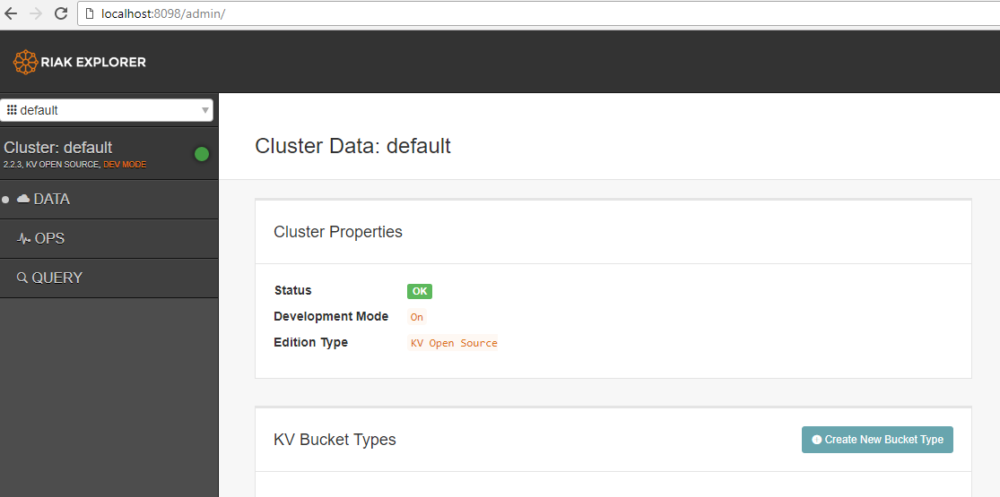 localhost:8098/admin/
RIAK EXPLORER
default
Cluster: default
2.2.3, KV OPEN SOURCE, DEV MODE
DATA
OPS
QUERY
Cluster Data: default
Cluster Properties
Status OK
Development Mode On
Edition Type KV Open Source
KV Bucket Types
Create New Bucket Type